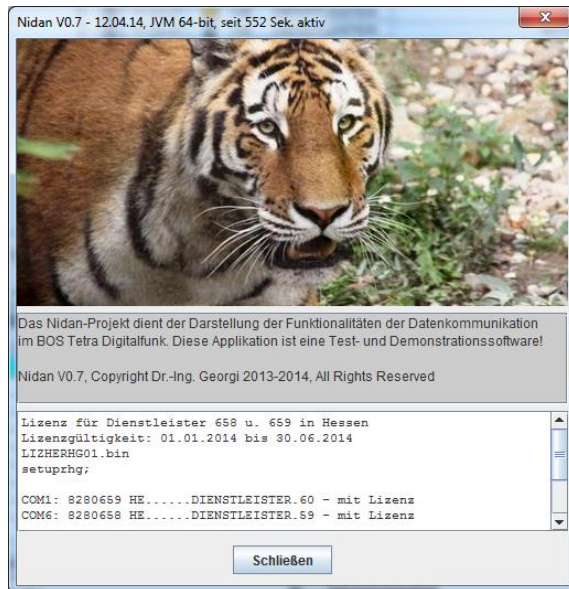 Nidan V0.7 - 12.04.14, JVM 64-bit, seit 552 Sek. aktiv
Das Nidan-Projekt dient der Darstellung der Funktionalitäten der Datenkommunikation
im BOS Tetra Digitalfunk. Diese Applikation ist eine Test- und Demonstrationssoftware!
Nidan V0.7, Copyright Dr.-Ing. Georgi 2013-2014, All Rights Reserved
Lizenz für Dienstleister 658 u. 659 in Hessen
Lizenzgültigkeit: 01.01.2014 bis 30.06.2014
LIZHERHG01.bin
setuprhg;
COM1: 8280659 HE......DIENSTLEISTER.60 - mit Lizenz
COM6: 8280658 HE......DIENSTLEISTER.59 - mit Lizenz
Schließen